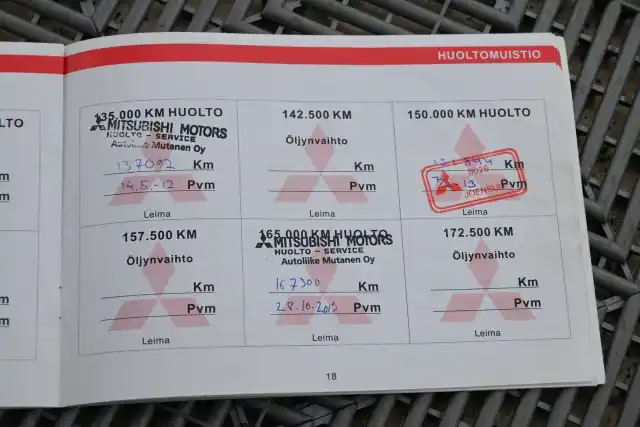 HUOLTOMUISTIO
LTO
135.000 KM HUOLTO
MITSUBISHI MOTORS
HUOLTO - SERVICE
Autoliike Mutanen Oy
137092 Km
14.5.-12 Pvm
Leima
142.500 KM
Öljynvaihto
Km
Pvm
Leima
150.000 KM HUOLTO
Km
13 Pvm
JOENSUU
Leima
m
m
157.500 KM
Öljynvaihto
Km
Pvm
Leima
165.000 KM HUOLTO
MITSUBISHI MOTORS
HUOLTO - SERVICE
Autoliike Mutanen Oy
167300 Km
28.10.2013 Pvm
Leima
172.500 KM
Öljynvaihto
Km
Pvm
Leima
m
m
18